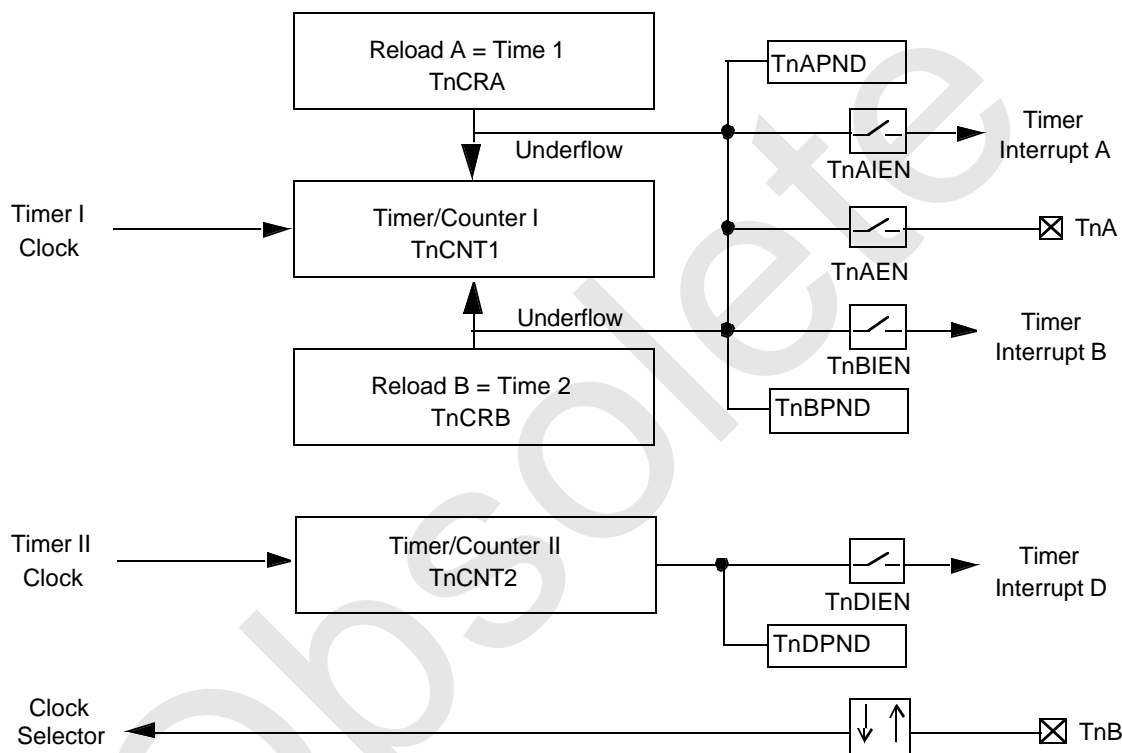 Reload A = Time 1
TnCRA
TnAPND
Underflow
Timer
Interrupt A
TnAIEN
Timer I
Clock
Timer/Counter I
TnCNT1
TnA
TnAEN
Underflow
Timer
Interrupt B
TnBIEN
Reload B = Time 2
TnCRB
TnBPND
Timer II
Clock
Timer/Counter II
TnCNT2
Timer
Interrupt D
TnDIEN
TnDPND
Clock
Selector
TnB
Obsolete